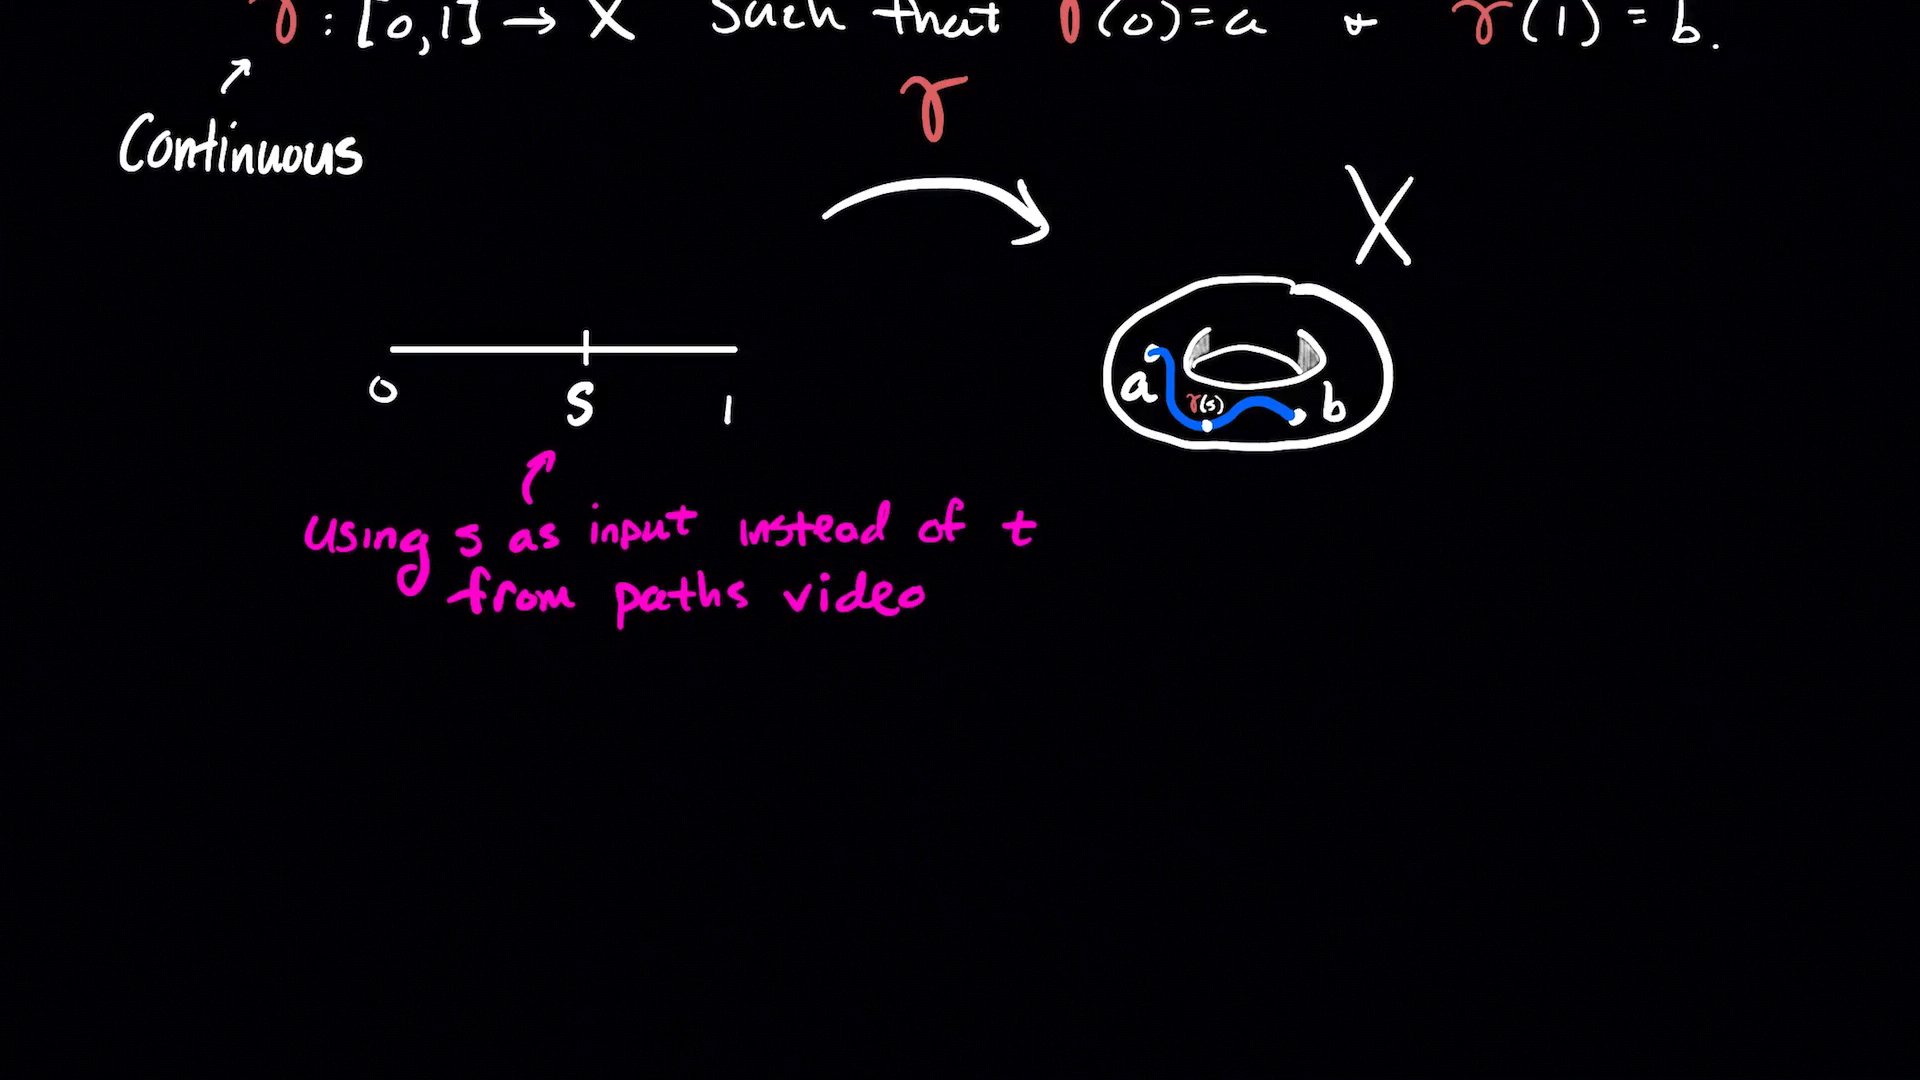 γ : [0,1] → X such that γ(0)=a & γ(1) = b.
Continuous
γ
X
0 S 1
a γ(s) b
using s as input instead of t
from paths video